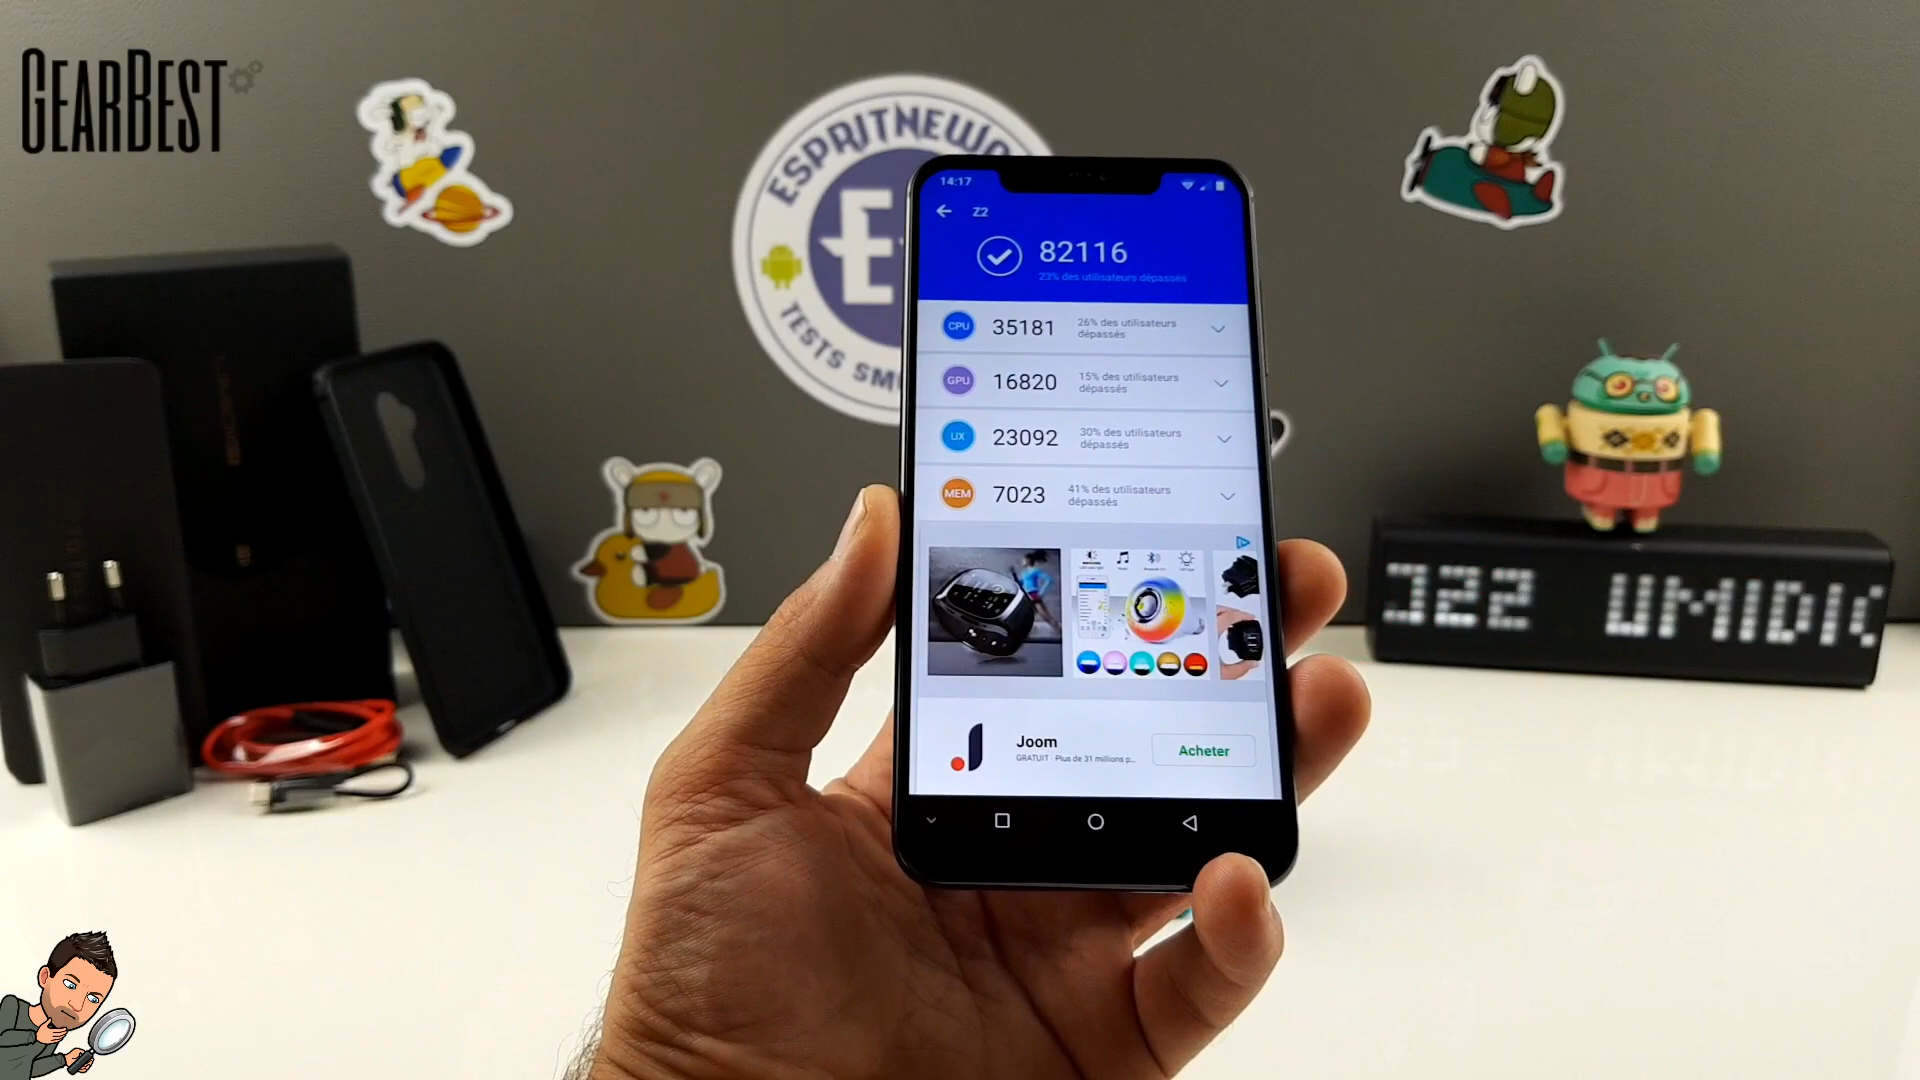 GEARBEST
ESPRITNEW
TESTS SM
14:17
Z2
82116
23% des utilisateurs dépassés
CPU
35181
26% des utilisateurs
dépassés
GPU
16820
15% des utilisateurs
dépassés
UX
23092
30% des utilisateurs
dépassés
MEM
7023
41% des utilisateurs
dépassés
Joom
GRATUIT · Plus de 31 millions p...
Acheter
UMIDI